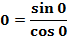 0 = sin 0 / cos 0